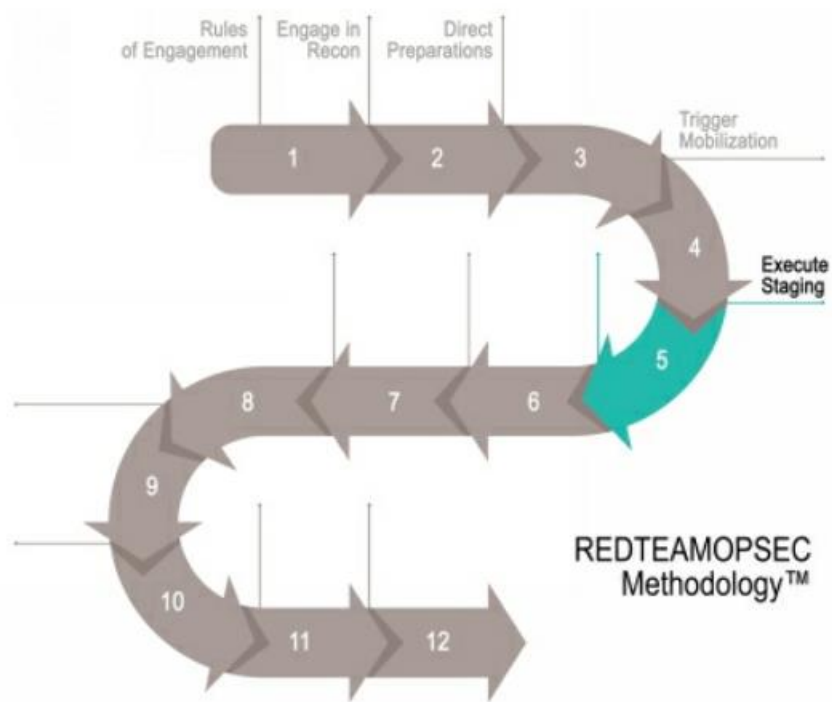 Rules
of Engagement
Engage in
Recon
Direct
Preparations
1
2
3
Trigger
Mobilization
4
Execute
Staging
5
6
7
8
9
10
11
12
REDTEAMOPSEC
Methodology™